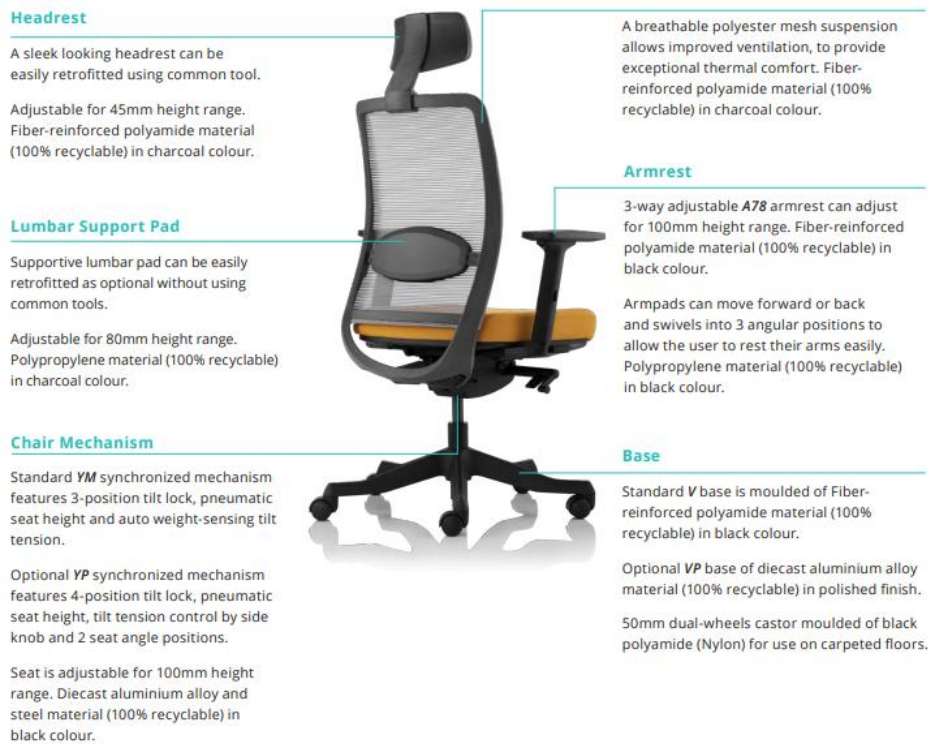 Headrest
A sleek looking headrest can be
easily retrofitted using common tool.
Adjustable for 45mm height range.
Fiber-reinforced polyamide material
(100% recyclable) in charcoal colour.
Lumbar Support Pad
Supportive lumbar pad can be easily
retrofitted as optional without using
common tools.
Adjustable for 80mm height range.
Polypropylene material (100% recyclable)
in charcoal colour.
Chair Mechanism
Standard YM synchronized mechanism
features 3-position tilt lock, pneumatic
seat height and auto weight-sensing tilt
tension.
Optional YP synchronized mechanism
features 4-position tilt lock, pneumatic
seat height, tilt tension control by side
knob and 2 seat angle positions.
Seat is adjustable for 100mm height
range. Diecast aluminium alloy and
steel material (100% recyclable) in
black colour.
A breathable polyester mesh suspension
allows improved ventilation, to provide
exceptional thermal comfort. Fiber-
reinforced polyamide material (100%
recyclable) in charcoal colour.
Armrest
3-way adjustable A78 armrest can adjust
for 100mm height range. Fiber-reinforced
polyamide material (100% recyclable) in
black colour.
Armpads can move forward or back
and swivels into 3 angular positions to
allow the user to rest their arms easily.
Polypropylene material (100% recyclable)
in black colour.
Base
Standard V base is moulded of Fiber-
reinforced polyamide material (100%
recyclable) in black colour.
Optional VP base of diecast aluminium alloy
material (100% recyclable) in polished finish.
50mm dual-wheels castor moulded of black
polyamide (Nylon) for use on carpeted floors.